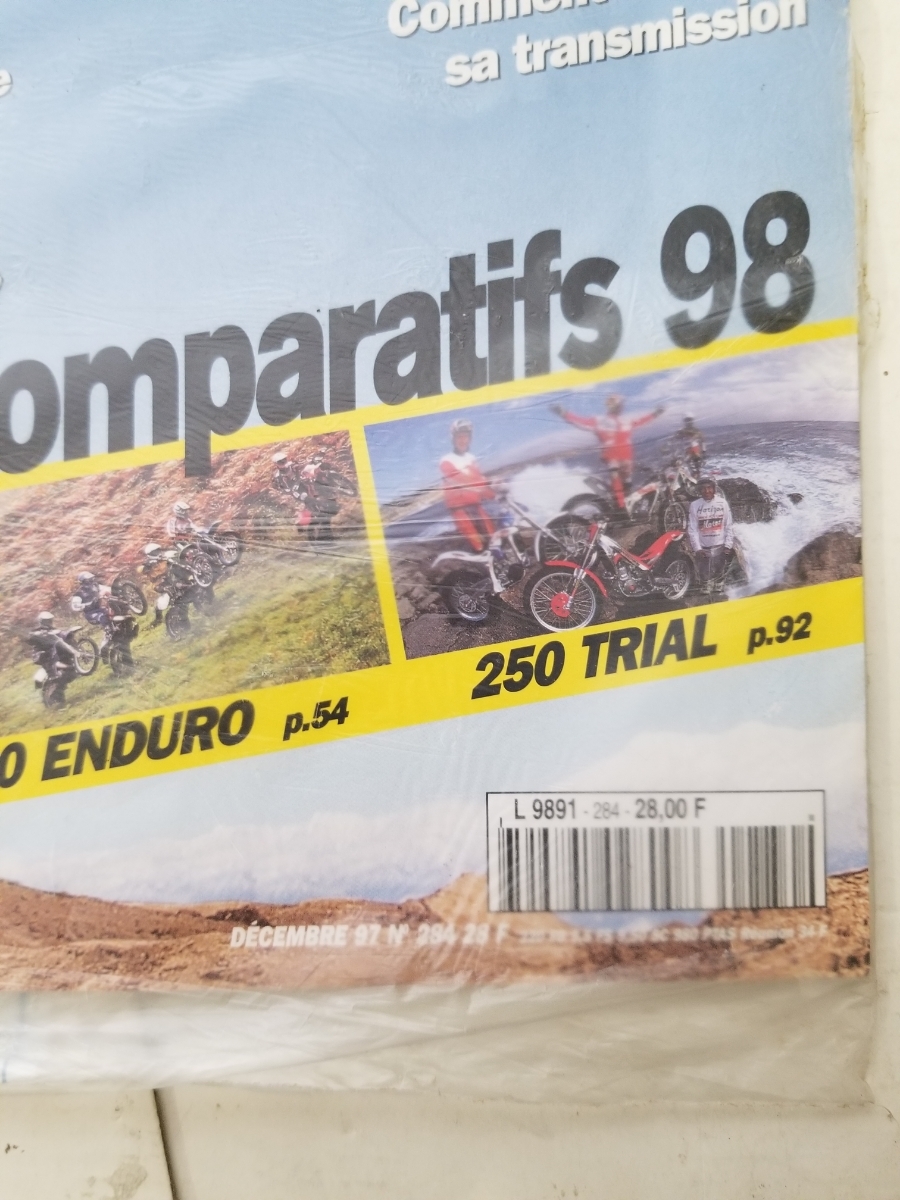 sa transmission
omparatifs 98
0 ENDURO p.54
250 TRIAL p.92
L 9891 - 284 - 28,00 F
DÉCEMBRE 97 N° 284 28 F